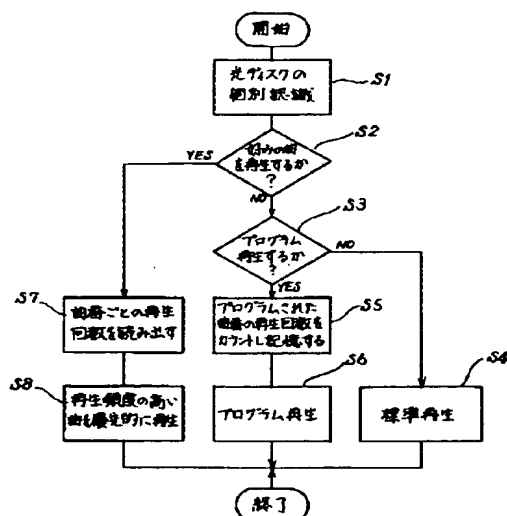 開始
光ディスクの
個別認識
S1
好みの曲
を再生するか
?
S2
YES
NO
プログラム
再生するか
?
S3
NO
YES
曲番ごとの再生
回数を読み出す
S7
プログラムされた
曲番の再生回数を
カウントし記憶する
S5
再生頻度の高い
曲を優先的に再生
S8
プログラム再生
S6
標準再生
S4
終了